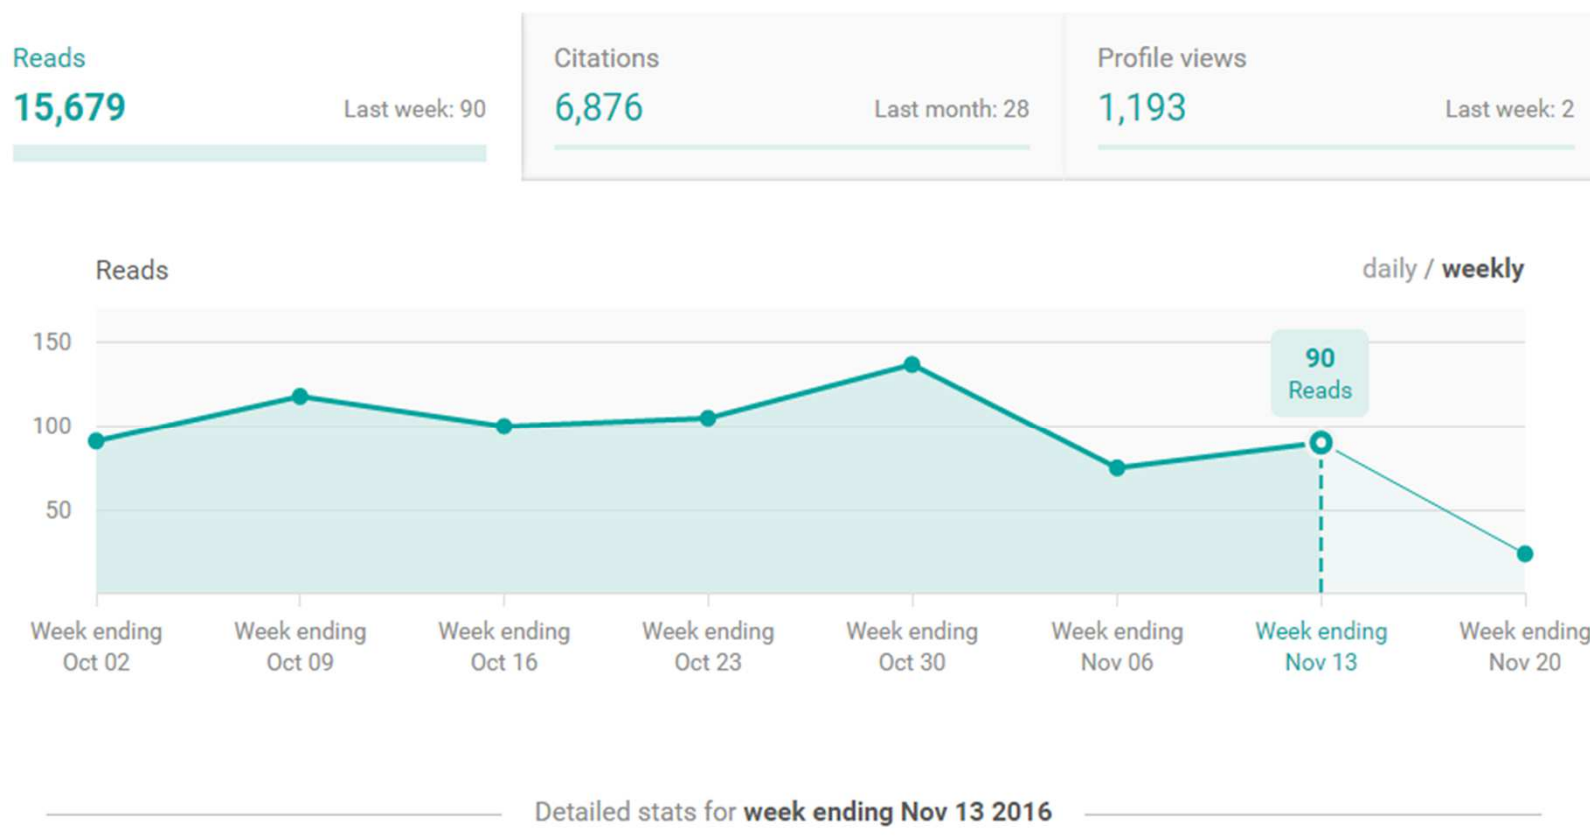 Reads
15,679
Last week: 90
Citations
6,876
Last month: 28
Profile views
1,193
Last week: 2
Reads
daily / weekly
150
100
50
90
Reads
Week ending
Oct 02
Week ending
Oct 09
Week ending
Oct 16
Week ending
Oct 23
Week ending
Oct 30
Week ending
Nov 06
Week ending
Nov 13
Week ending
Nov 20
Detailed stats for week ending Nov 13 2016